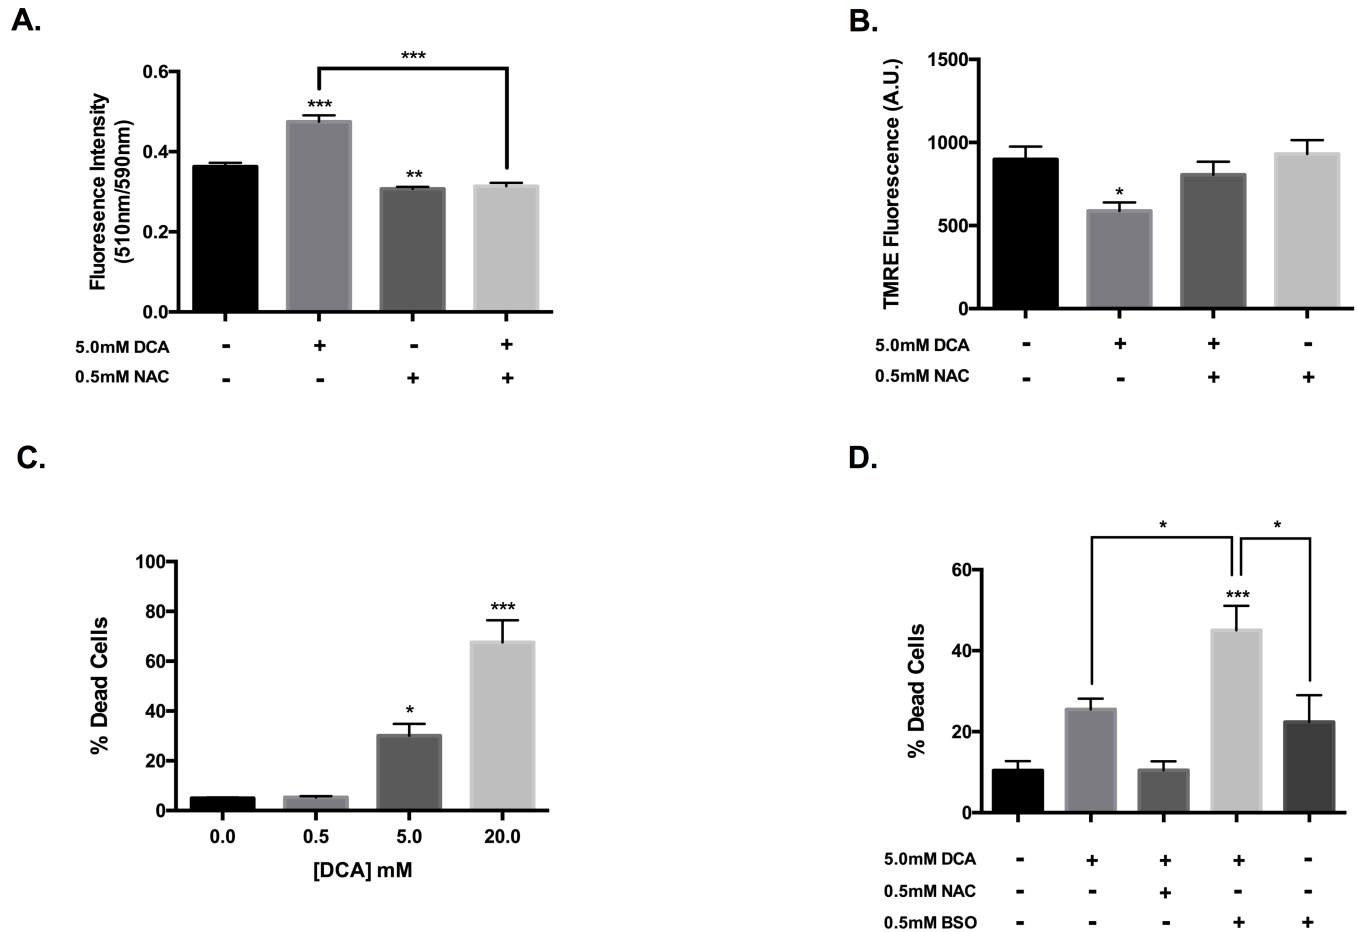 A.
***
0.6
***
0.4
**
0.2
0.0
Fluoresence Intensity
(510nm/590nm)
5.0mM DCA - + - +
0.5mM NAC - - + +
B.
1500
1000
*
500
0
TMRE Fluorescence (A.U.)
5.0mM DCA - + + -
0.5mM NAC - - + +
C.
100
80
***
60
40
*
20
0
% Dead Cells
0.0 0.5 5.0 20.0
[DCA] mM
D.
* *
60
***
40
20
0
% Dead Cells
5.0mM DCA - + + + -
0.5mM NAC - - + - -
0.5mM BSO - - - + +